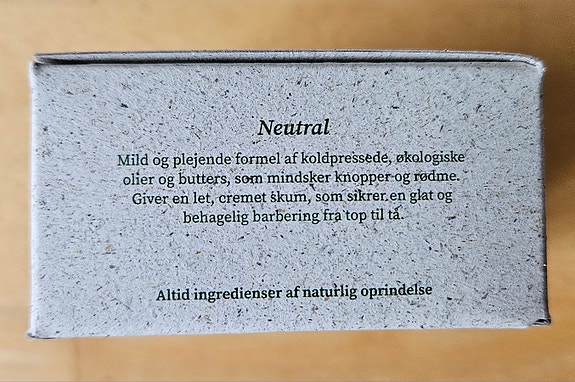 Neutral
Mild og plejende formel af koldpressede, økologiske
olier og butters, som mindsker knopper og rødme.
Giver en let, cremet skum, som sikrer en glat og
behagelig barbering fra top til tå.
Altid ingredienser af naturlig oprindelse